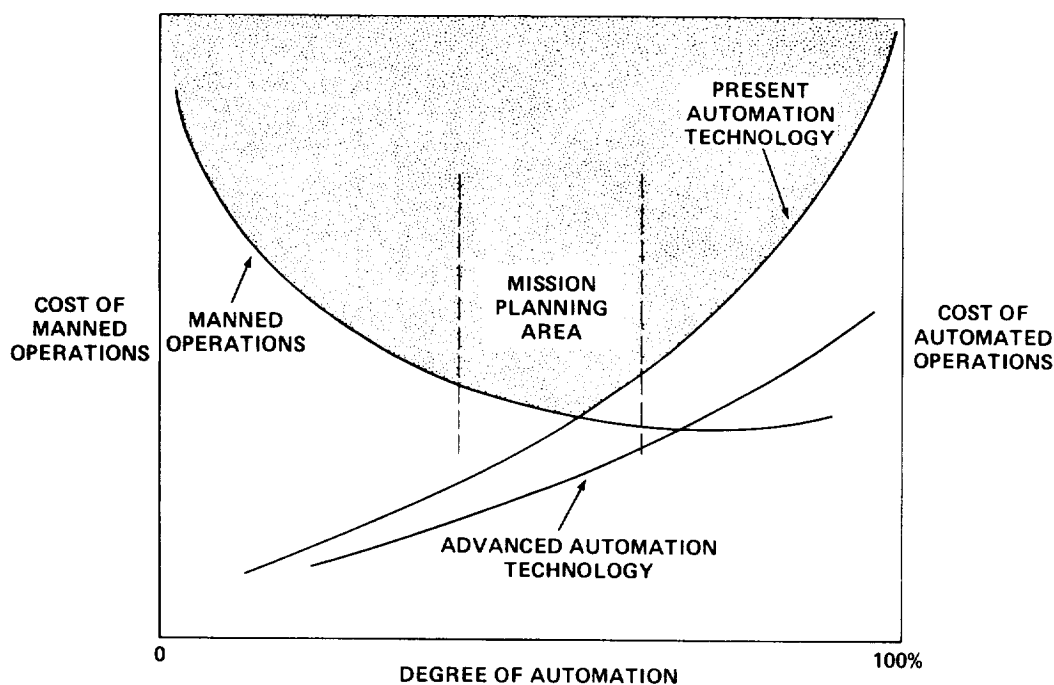 PRESENT
AUTOMATION
TECHNOLOGY
MISSION
PLANNING
AREA
COST OF
MANNED
OPERATIONS
MANNED
OPERATIONS
COST OF
AUTOMATED
OPERATIONS
ADVANCED AUTOMATION
TECHNOLOGY
0
100%
DEGREE OF AUTOMATION